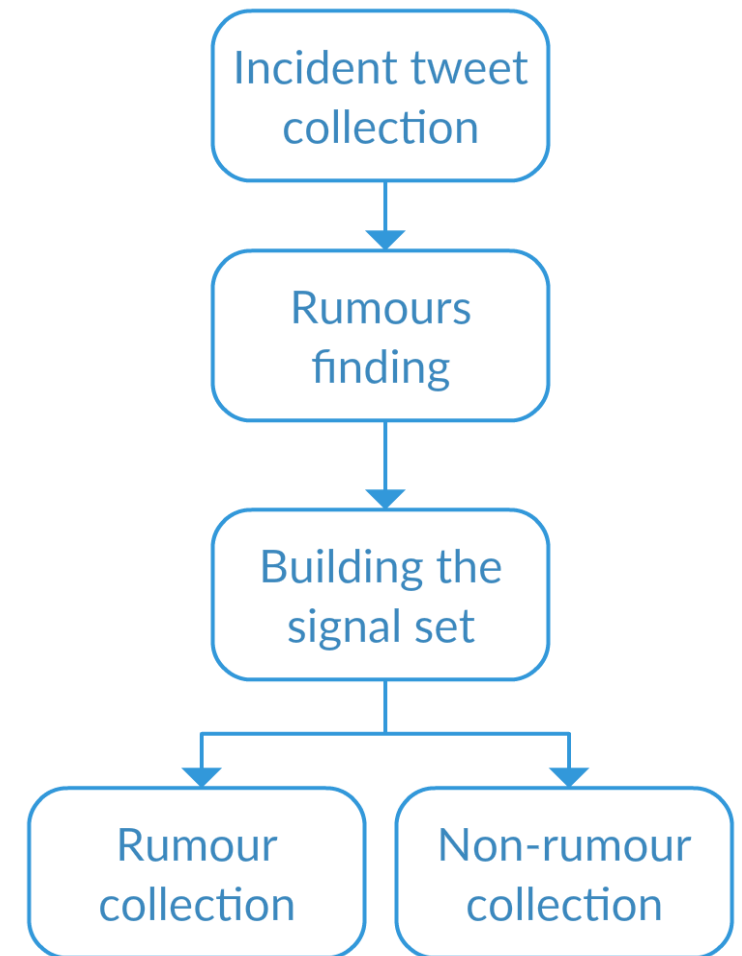 Incident tweet
collection
Rumours
finding
Building the
signal set
Rumour
collection
Non-rumour
collection